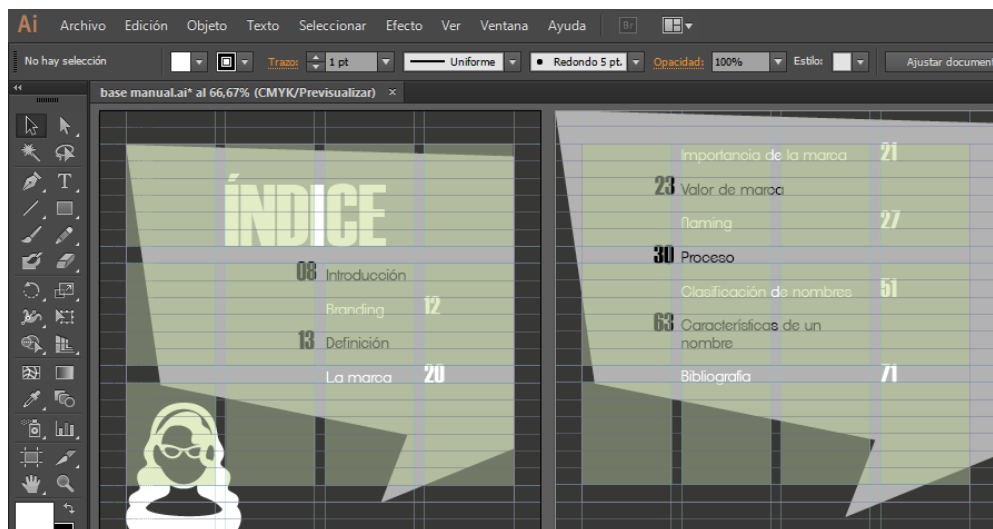 Ai Archivo Edición Objeto Texto Seleccionar Efecto Ver Ventana Ayuda Br
No hay selección Trazo: 1 pt Uniforme Redondo 5 pt. Opacidad: 100% Estilo: Ajustar document
base manual.ai* al 66,67% (CMYK/Previsualizar) ×
ÍNDICE
08 Introducción
Branding 12
13 Definición
La marca 20
Importancia de la marca 21
23 Valor de marca
Naming 27
30 Proceso
Clasificación de nombres 51
63 Características de un
nombre
Bibliografia 71